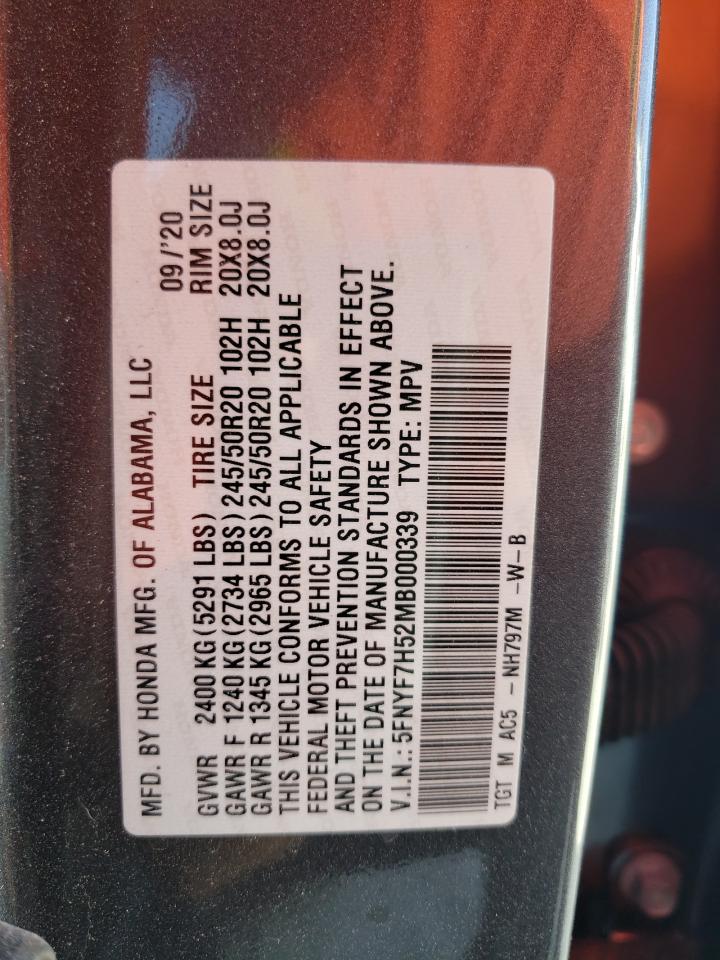 MFD. BY HONDA MFG. OF ALABAMA, LLC
09/'20
GVWR 2400 KG (5291 LBS) TIRE SIZE RIM SIZE
GAWR F 1240 KG (2734 LBS) 245/50R20 102H 20X8.0J
GAWR R 1345 KG (2965 LBS) 245/50R20 102H 20X8.0J
THIS VEHICLE CONFORMS TO ALL APPLICABLE
FEDERAL MOTOR VEHICLE SAFETY
AND THEFT PREVENTION STANDARDS IN EFFECT
ON THE DATE OF MANUFACTURE SHOWN ABOVE.
V.I.N.: 5FNYF7H52MB000339 TYPE: MPV
TGT M AC5 - NH797M -W-B